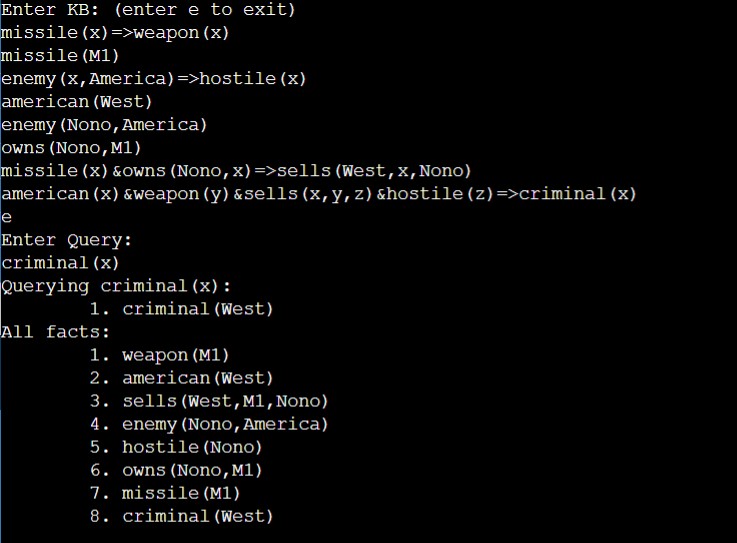 Enter KB: (enter e to exit)
missile(x)=>weapon(x)
missile(M1)
enemy(x,America)=>hostile(x)
american(West)
enemy(Nono,America)
owns(Nono,M1)
missile(x)&owns(Nono,x)=>sells(West,x,Nono)
american(x)&weapon(y)&sells(x,y,z)&hostile(z)=>criminal(x)
e
Enter Query:
criminal(x)
Querying criminal(x):
1. criminal(West)
All facts:
1. weapon(M1)
2. american(West)
3. sells(West,M1,Nono)
4. enemy(Nono,America)
5. hostile(Nono)
6. owns(Nono,M1)
7. missile(M1)
8. criminal(West)